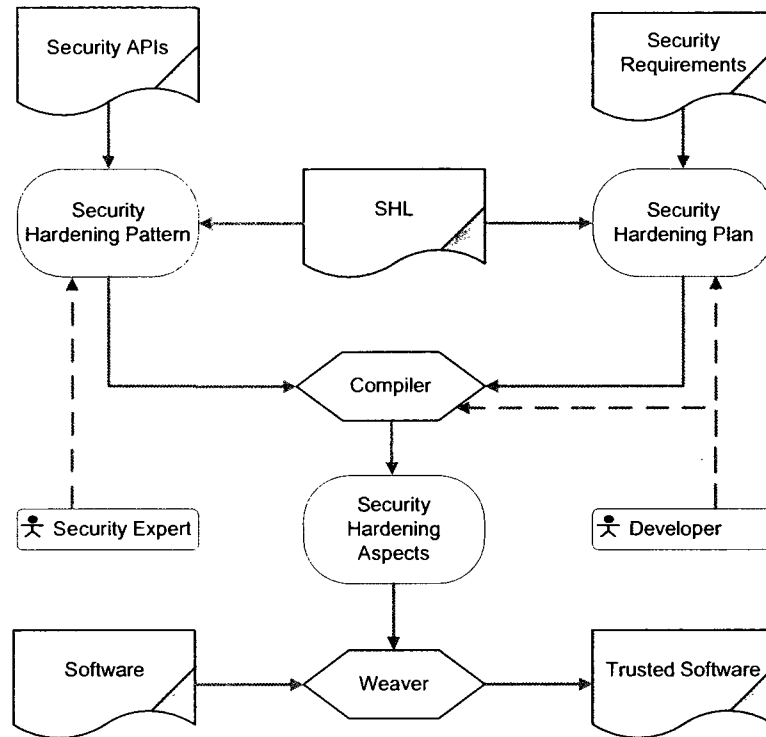 Security APIs
Security
Requirements
Security
Hardening Pattern
SHL
Security
Hardening Plan
Compiler
Security Expert
Security
Hardening
Aspects
Developer
Software
Weaver
Trusted Software